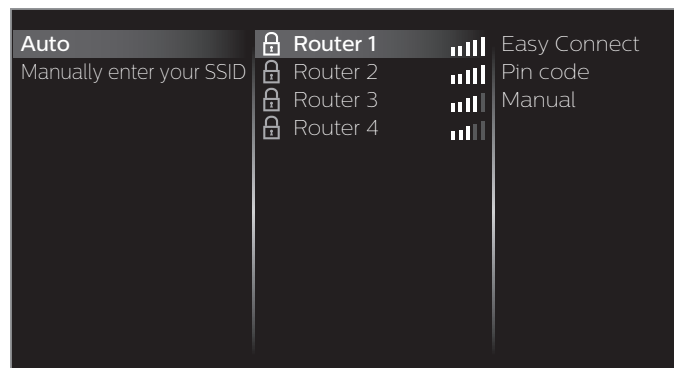 Auto
Manually enter your SSID
Router 1
Router 2
Router 3
Router 4
Easy Connect
Pin code
Manual